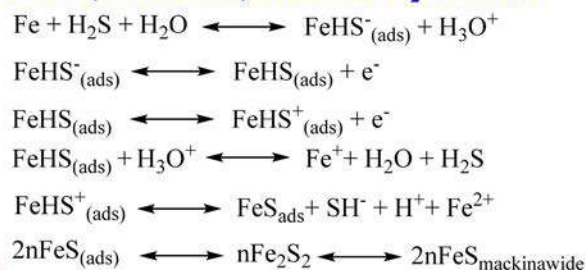 Fe + H₂S + H₂O ⟷ FeHS⁻(ads) + H₃O⁺
FeHS⁻(ads) ⟷ FeHS(ads) + e⁻
FeHS(ads) ⟷ FeHS⁺(ads) + e⁻
FeHS(ads) + H₃O⁺ ⟷ Fe⁺+ H₂O + H₂S
FeHS⁺(ads) ⟷ FeSads+ SH⁻ + H⁺+ Fe²⁺
2nFeS(ads) ⟷ nFe₂S₂ ⟷ 2nFeSmackinawide